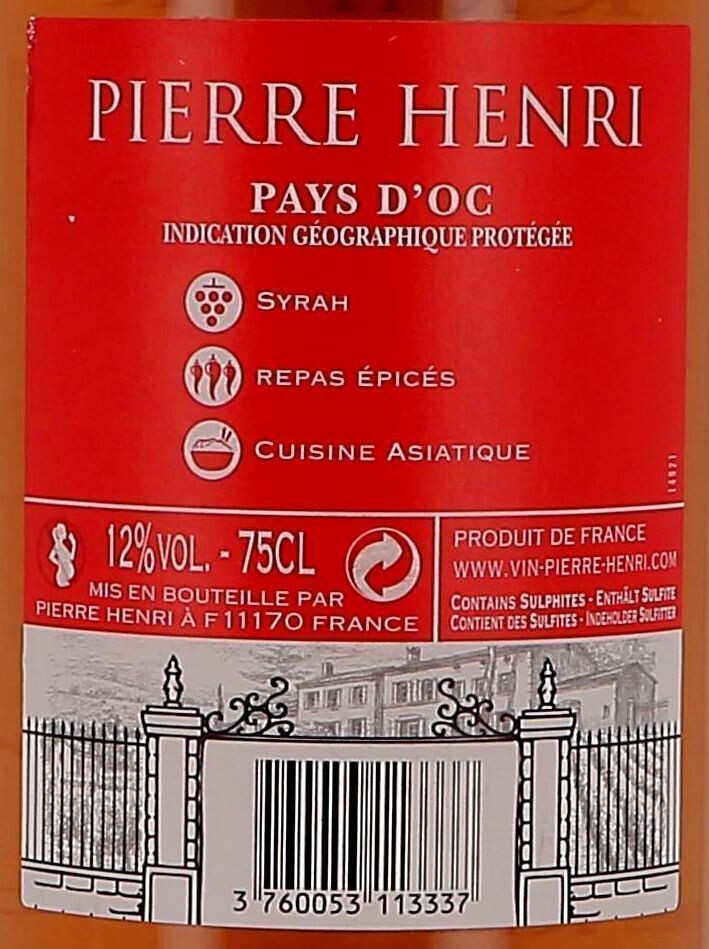 PIERRE HENRI
PAYS D'OC
INDICATION GÉOGRAPHIQUE PROTÉGÉE
SYRAH
REPAS ÉPICÉS
CUISINE ASIATIQUE
14621
12%VOL. - 75CL
MIS EN BOUTEILLE PAR
PIERRE HENRI À F 11170 FRANCE
PRODUIT DE FRANCE
WWW.VIN-PIERRE-HENRI.COM
CONTAINS SULPHITES - ENTHÄLT SULFITE
CONTIENT DES SULFITES - INDEHOLDER SULFITTER
3 760053 113337